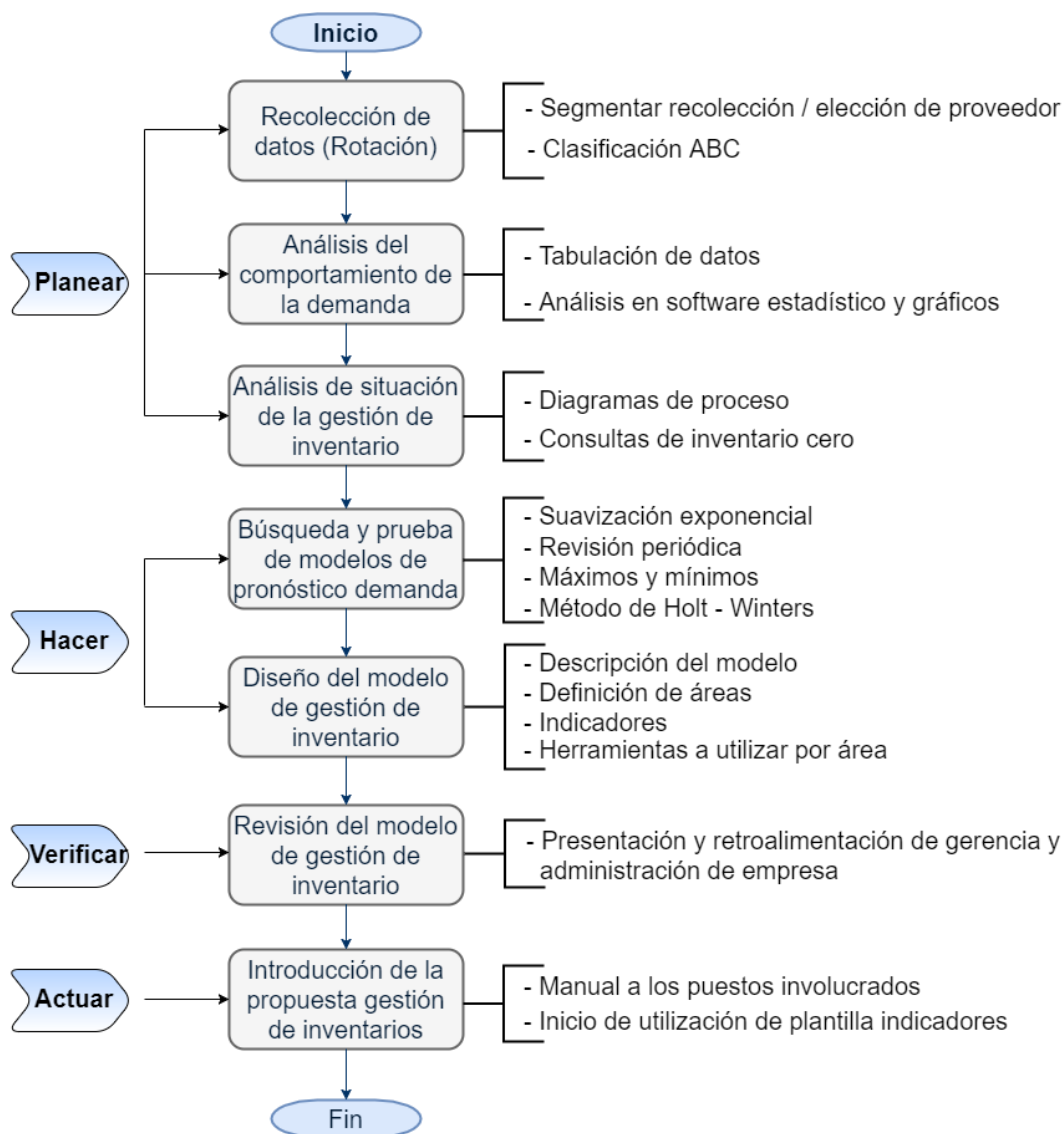 Inicio
Recolección de
datos (Rotación)
- Segmentar recolección / elección de proveedor
- Clasificación ABC
Planear
Análisis del
comportamiento de
la demanda
- Tabulación de datos
- Análisis en software estadístico y gráficos
Análisis de situación
de la gestión de
inventario
- Diagramas de proceso
- Consultas de inventario cero
Hacer
Búsqueda y prueba
de modelos de
pronóstico demanda
- Suavización exponencial
- Revisión periódica
- Máximos y mínimos
- Método de Holt - Winters
Diseño del modelo
de gestión de
inventario
- Descripción del modelo
- Definición de áreas
- Indicadores
- Herramientas a utilizar por área
Verificar
Revisión del modelo
de gestión de
inventario
- Presentación y retroalimentación de gerencia y
administración de empresa
Actuar
Introducción de la
propuesta gestión
de inventarios
- Manual a los puestos involucrados
- Inicio de utilización de plantilla indicadores
Fin